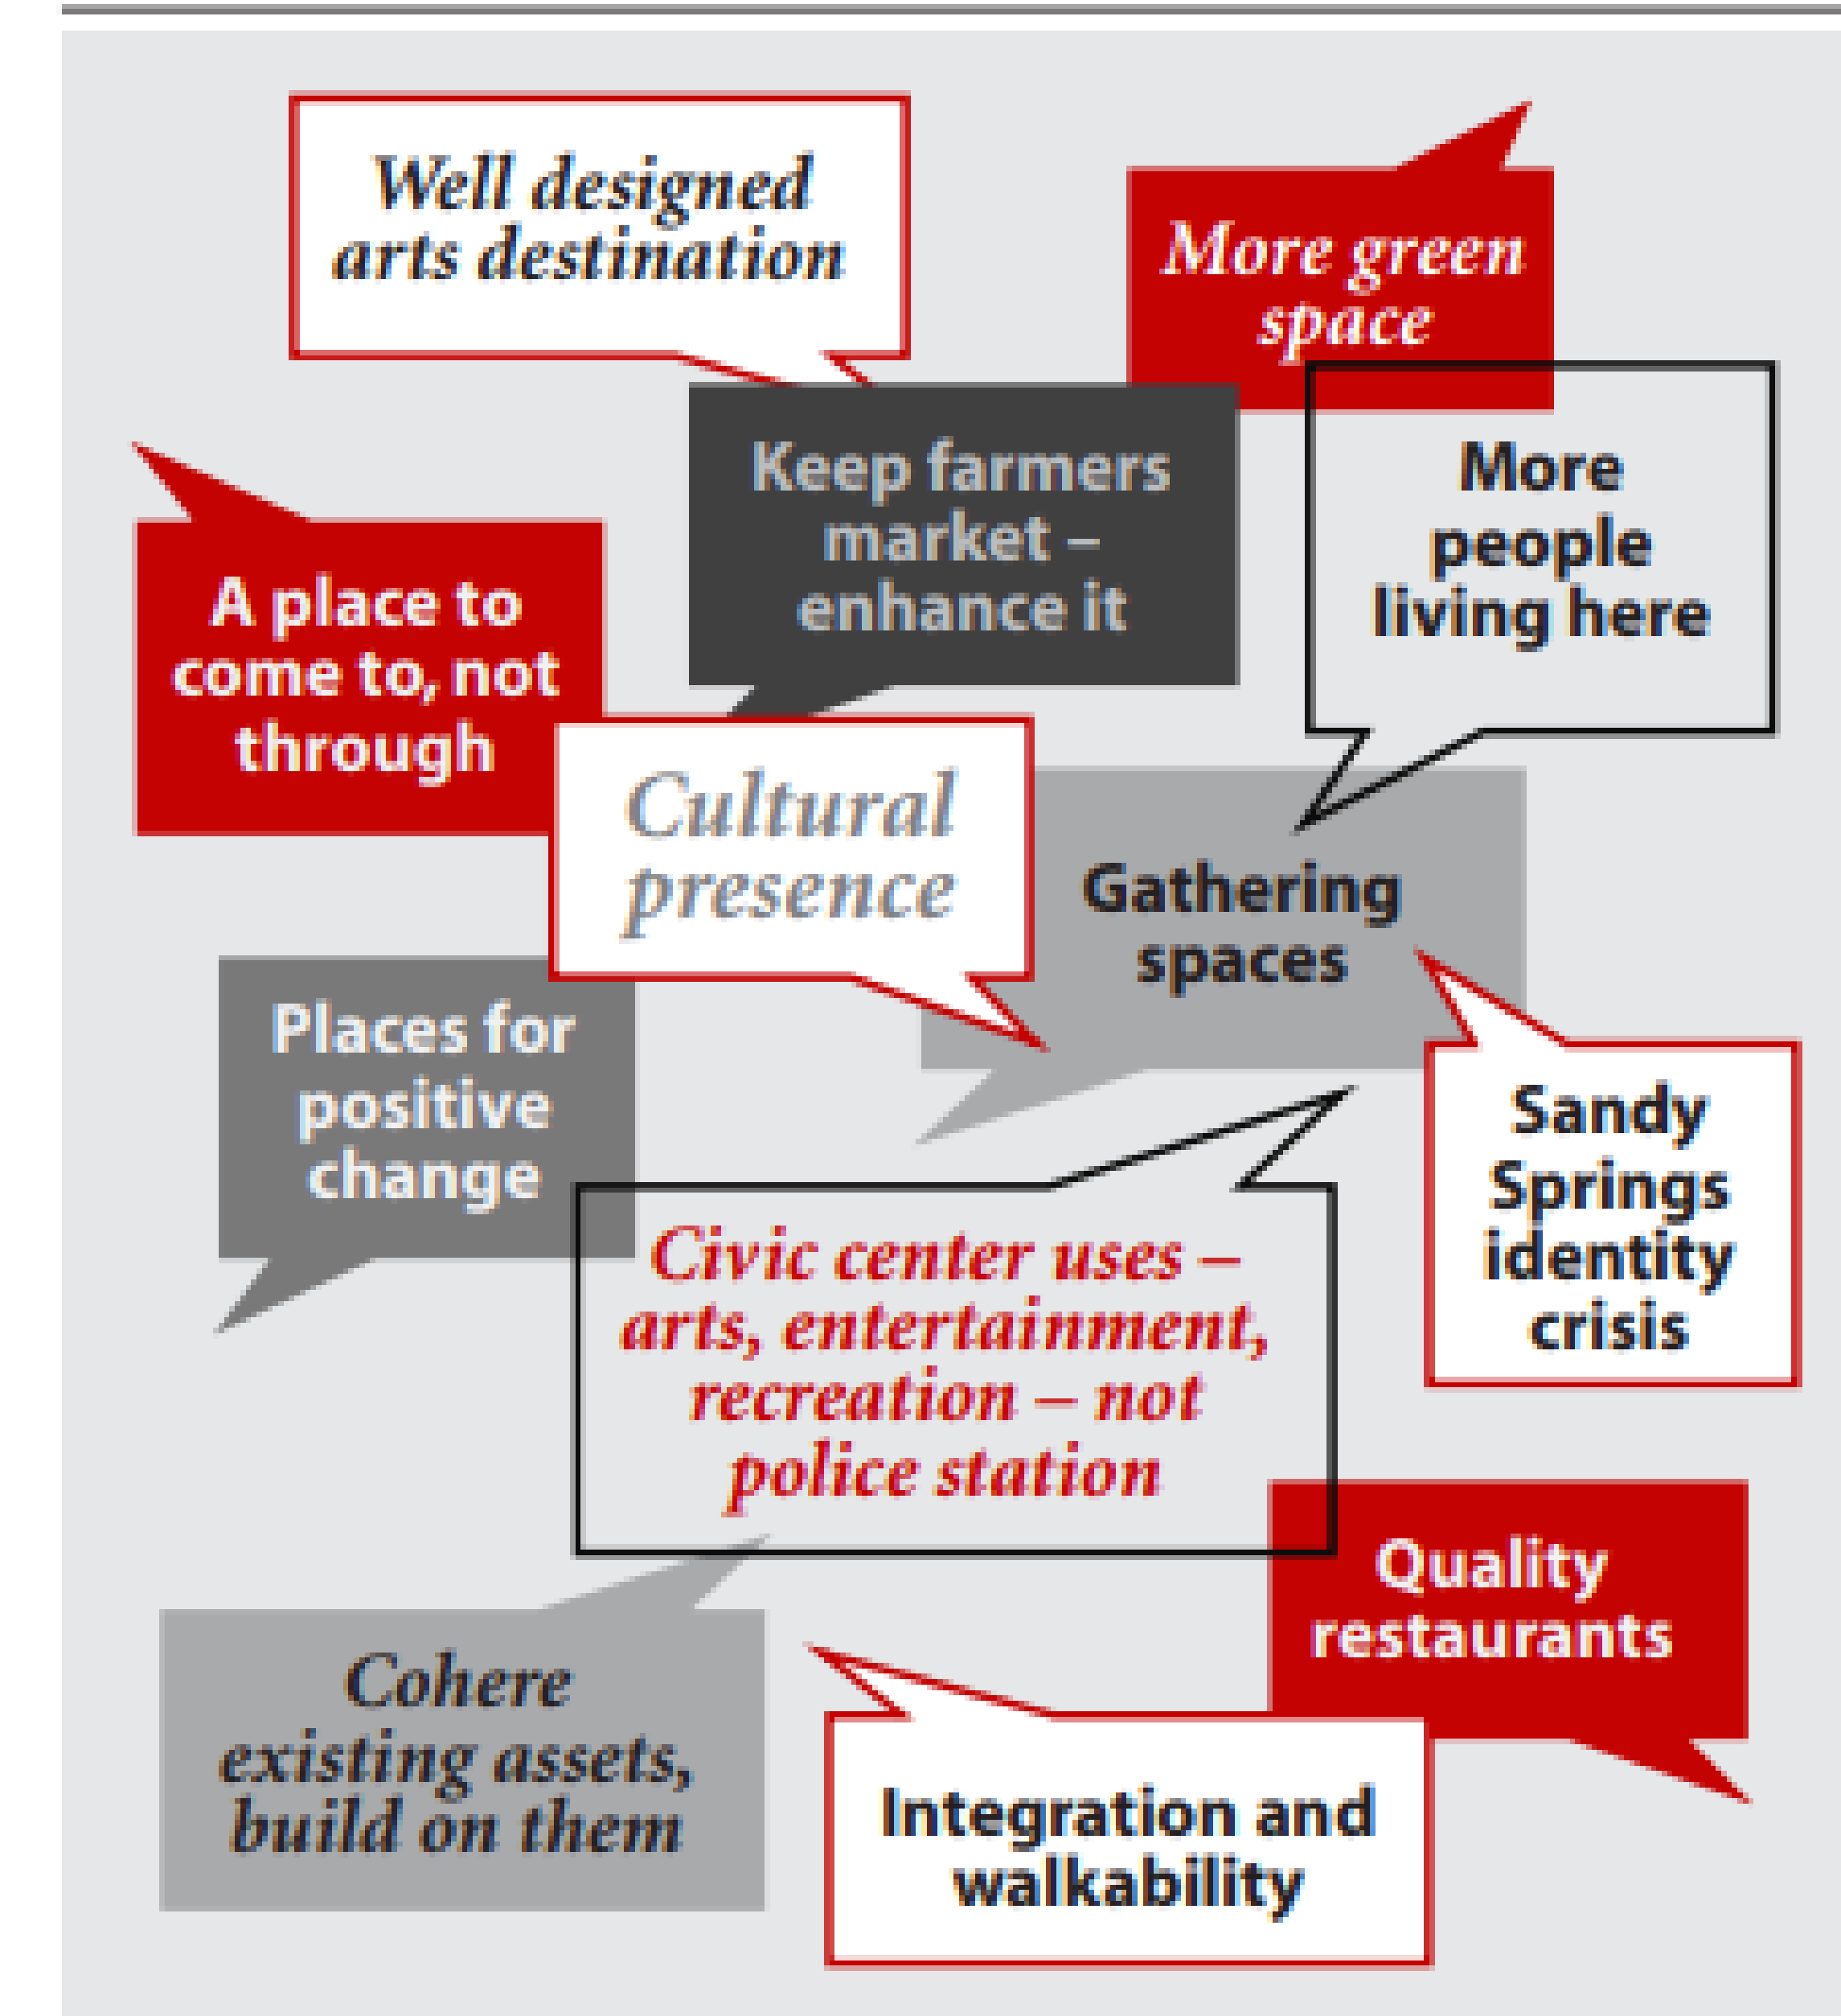 Well designed
arts destination
More green
space
Keep farmers
market –
enhance it
More
people
living here
A place to
come to, not
through
Cultural
presence
Gathering
spaces
Places for
positive
change
Sandy
Springs
identity
crisis
Civic center uses –
arts, entertainment,
recreation – not
police station
Quality
restaurants
Cohere
existing assets,
build on them
Integration and
walkability